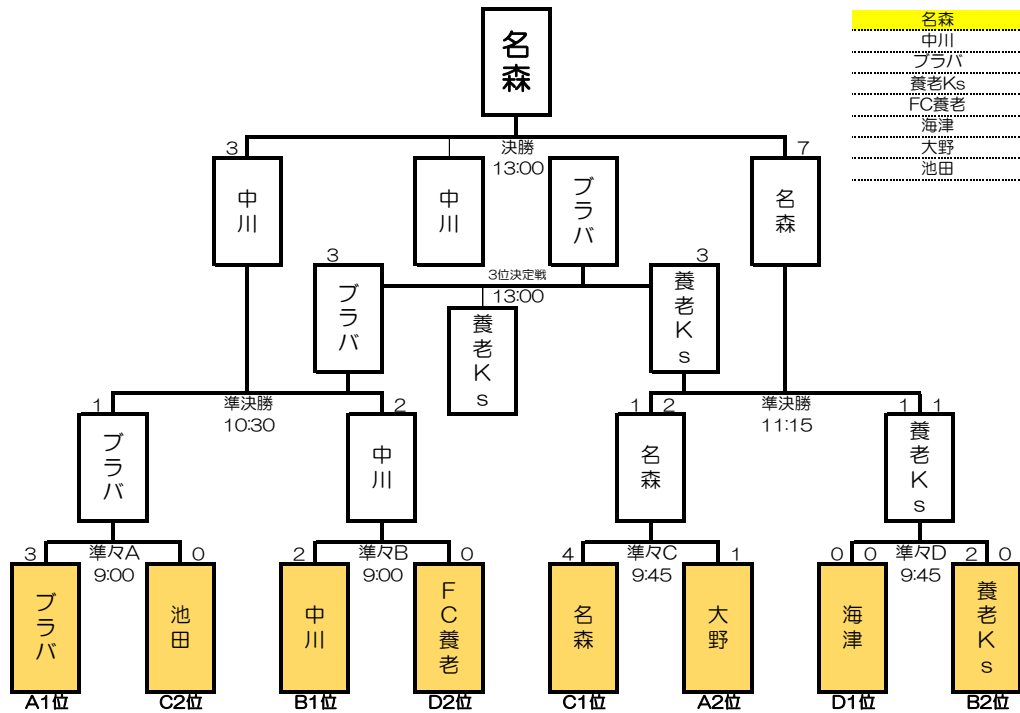 名森
中川
ブラバ
養老Ks
FC養老
海津
大野
池田
名森
3 決勝 7
13:00
中川
中川
ブラバ
名森
3 3位決定戦 3
13:00
ブラバ
養老Ks
養老Ks
1 準決勝 2
10:30
1 2 準決勝 1 1
11:15
ブラバ
中川
名森
養老Ks
3 準々A 0
9:00
2 準々B 0
9:00
4 準々C 1
9:45
0 0 準々D 2 0
9:45
ブラバ
池田
中川
FC養老
名森
大野
海津
養老Ks
A1位
C2位
B1位
D2位
C1位
A2位
D1位
B2位